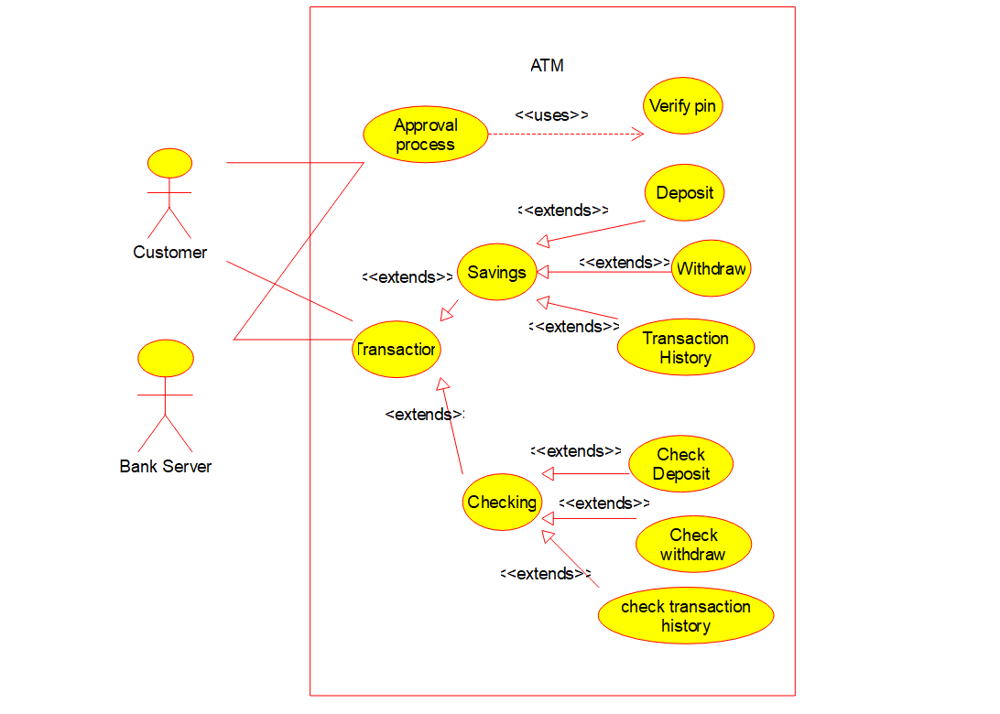 ATM
Approval
process
<<uses>>
Verify pin
Customer
Deposit
<<extends>>
Savings
<<extends>>
Withdraw
<<extends>>
<<extends>>
Transaction
History
Transaction
Bank Server
<extends>>
Check
Deposit
<<extends>>
Checking
<<extends>>
Check
withdraw
<<extends>>
check transaction
history